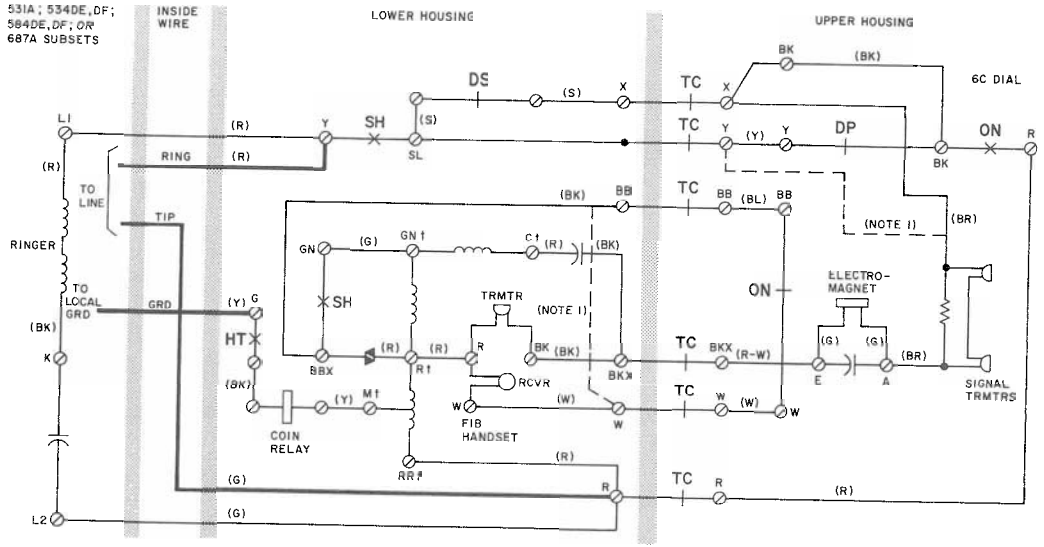 531A; 534DE,DF;
584DE,DF; OR
687A SUBSETS
INSIDE
WIRE
LOWER HOUSING
UPPER HOUSING
6C DIAL
BK
(BK)
DS
(S)
X
TC
X
L1
(R)
Y
SH
(S)
SL
TC
Y
(Y)
Y
DP
BK
ON
R
RING
(R)
(R)
TO
LINE
TIP
(BK)
BB
TC
BB
(BL)
BB
(NOTE 1)
(BR)
RINGER
GN
(G)
GN†
C†
(R)
(BK)
TO
LOCAL
GRD
GRD
(Y)
G
SH
TRMTR
(NOTE 1)
ON
ELECTRO-
MAGNET
(BK)
HT
(G)
(G)
K
BBX
(R)
R†
(R)
R
BK
(BK)
BKX
TC
BKX
(R-W)
E
A
(BR)
SIGNAL
TRMTRS
(BK)
(Y)
M†
RCVR
COIN
RELAY
W
FIB
HANDSET
(W)
W
TC
W
(W)
W
RR†
(R)
(G)
R
TC
R
(R)
L2
(G)